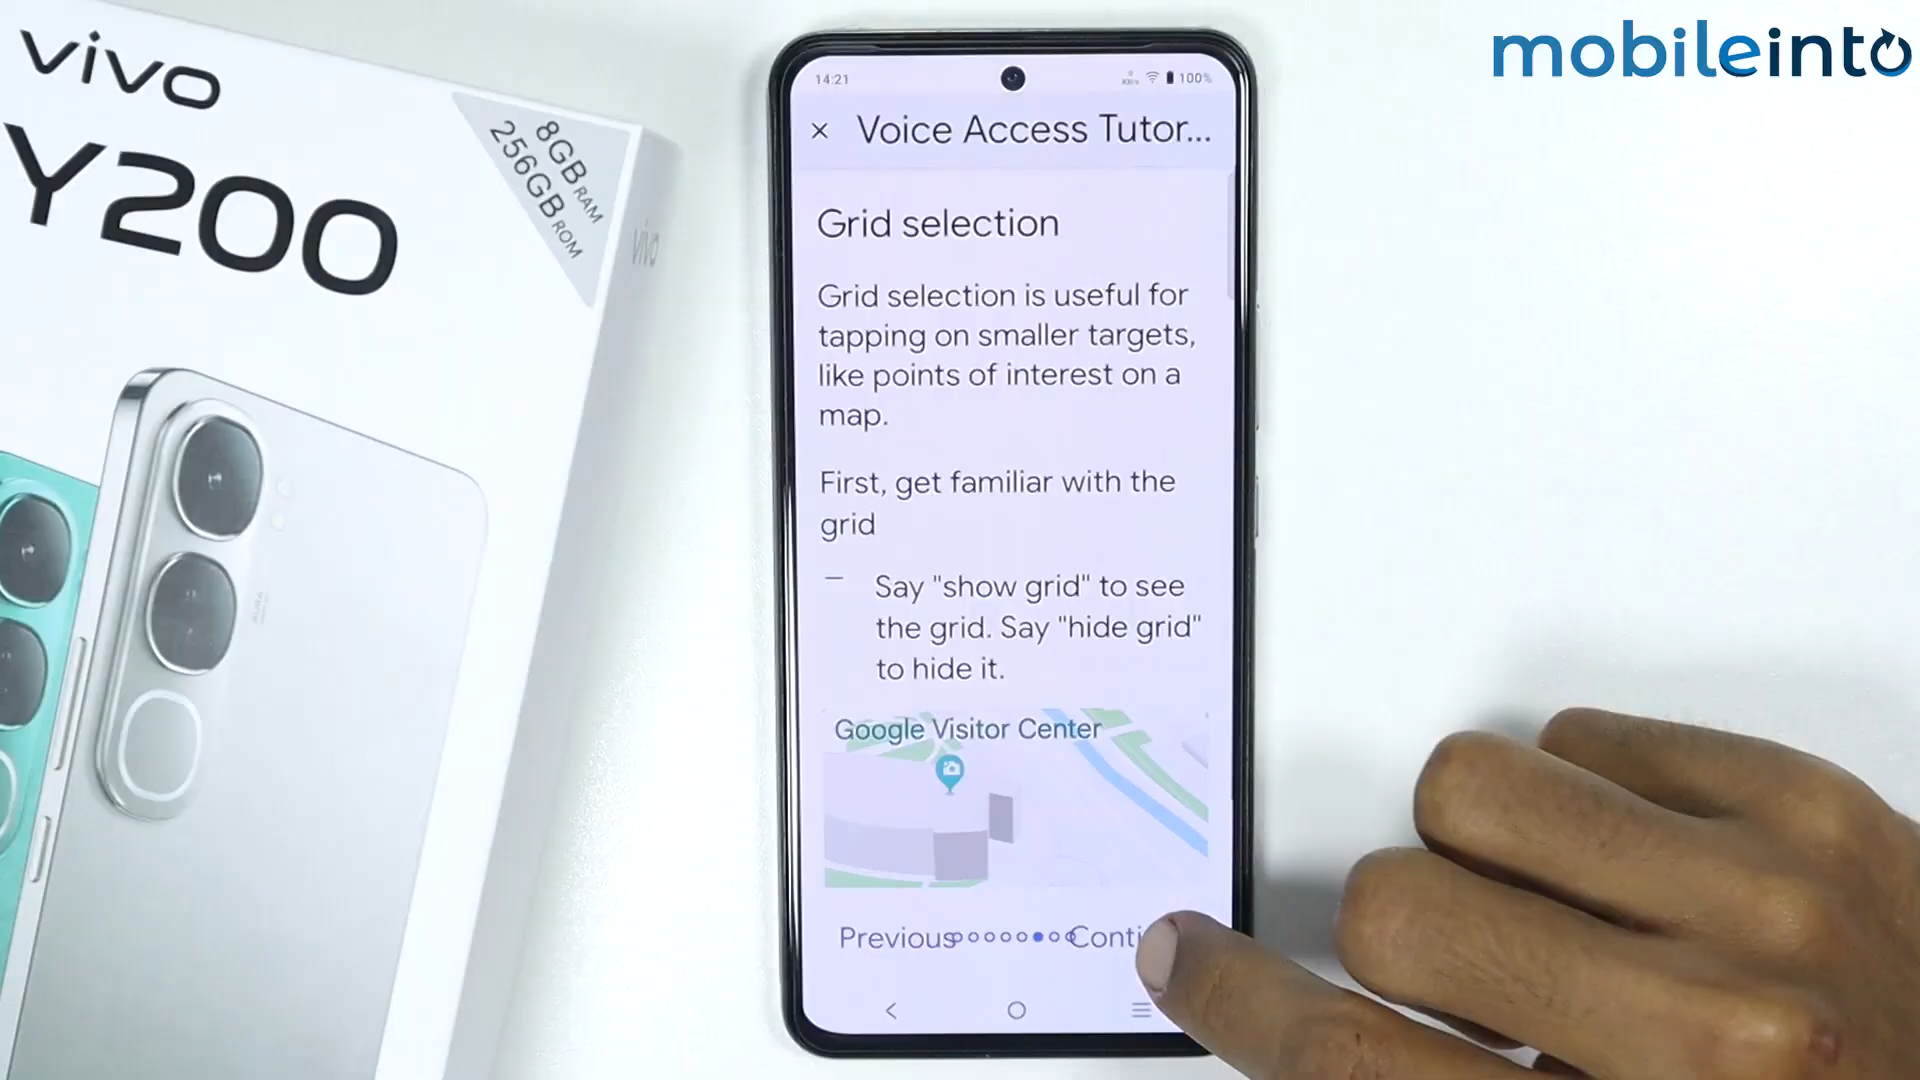 vivo
Y200
8GB RAM
256GB ROM
vivo
mobileinto
14:21
100%
× Voice Access Tutor...
Grid selection
Grid selection is useful for
tapping on smaller targets,
like points of interest on a
map.
First, get familiar with the
grid
— Say "show grid" to see
the grid. Say "hide grid"
to hide it.
Google Visitor Center
Previous
Conti